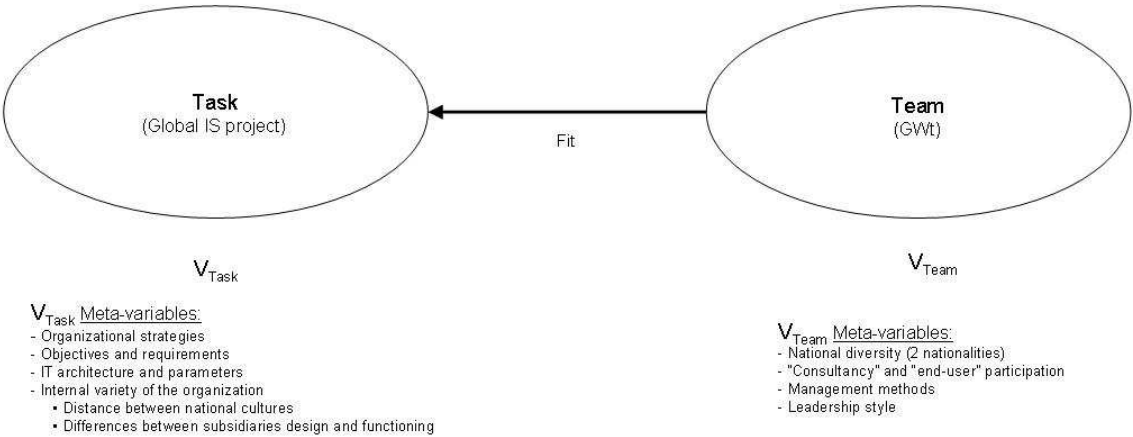 Task
(Global IS project)
Fit
Team
(GWt)
VTask
VTeam
VTask Meta-variables:
- Organizational strategies
- Objectives and requirements
- IT architecture and parameters
- Internal variety of the organization
• Distance between national cultures
• Differences between subsidiaries design and functioning
VTeam Meta-variables:
- National diversity (2 nationalities)
- "Consultancy" and "end-user" participation
- Management methods
- Leadership style